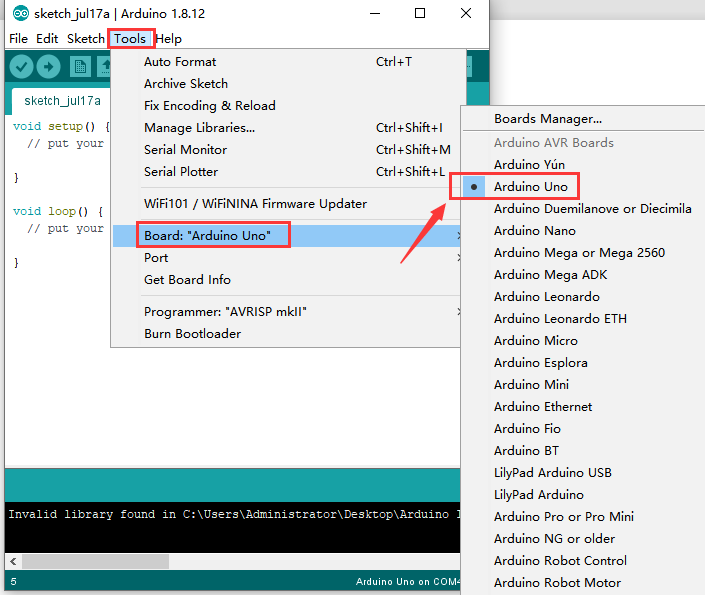 sketch_jul17a | Arduino 1.8.12
File Edit Sketch Tools Help
sketch_jul17a
void setup() {
// put your
}
void loop() {
// put your
}
Auto Format Ctrl+T
Archive Sketch
Fix Encoding & Reload
Manage Libraries... Ctrl+Shift+I
Serial Monitor Ctrl+Shift+M
Serial Plotter Ctrl+Shift+L
WiFi101 / WiFiNINA Firmware Updater
Board: "Arduino Uno"
Port
Get Board Info
Programmer: "AVRISP mkII"
Burn Bootloader
Boards Manager...
Arduino AVR Boards
Arduino Yún
Arduino Uno
Arduino Duemilanove or Diecimila
Arduino Nano
Arduino Mega or Mega 2560
Arduino Mega ADK
Arduino Leonardo
Arduino Leonardo ETH
Arduino Micro
Arduino Esplora
Arduino Mini
Arduino Ethernet
Arduino Fio
Arduino BT
LilyPad Arduino USB
LilyPad Arduino
Arduino Pro or Pro Mini
Arduino NG or older
Arduino Robot Control
Arduino Robot Motor
Invalid library found in C:\Users\Administrator\Desktop\Arduino
5
Arduino Uno on COM4